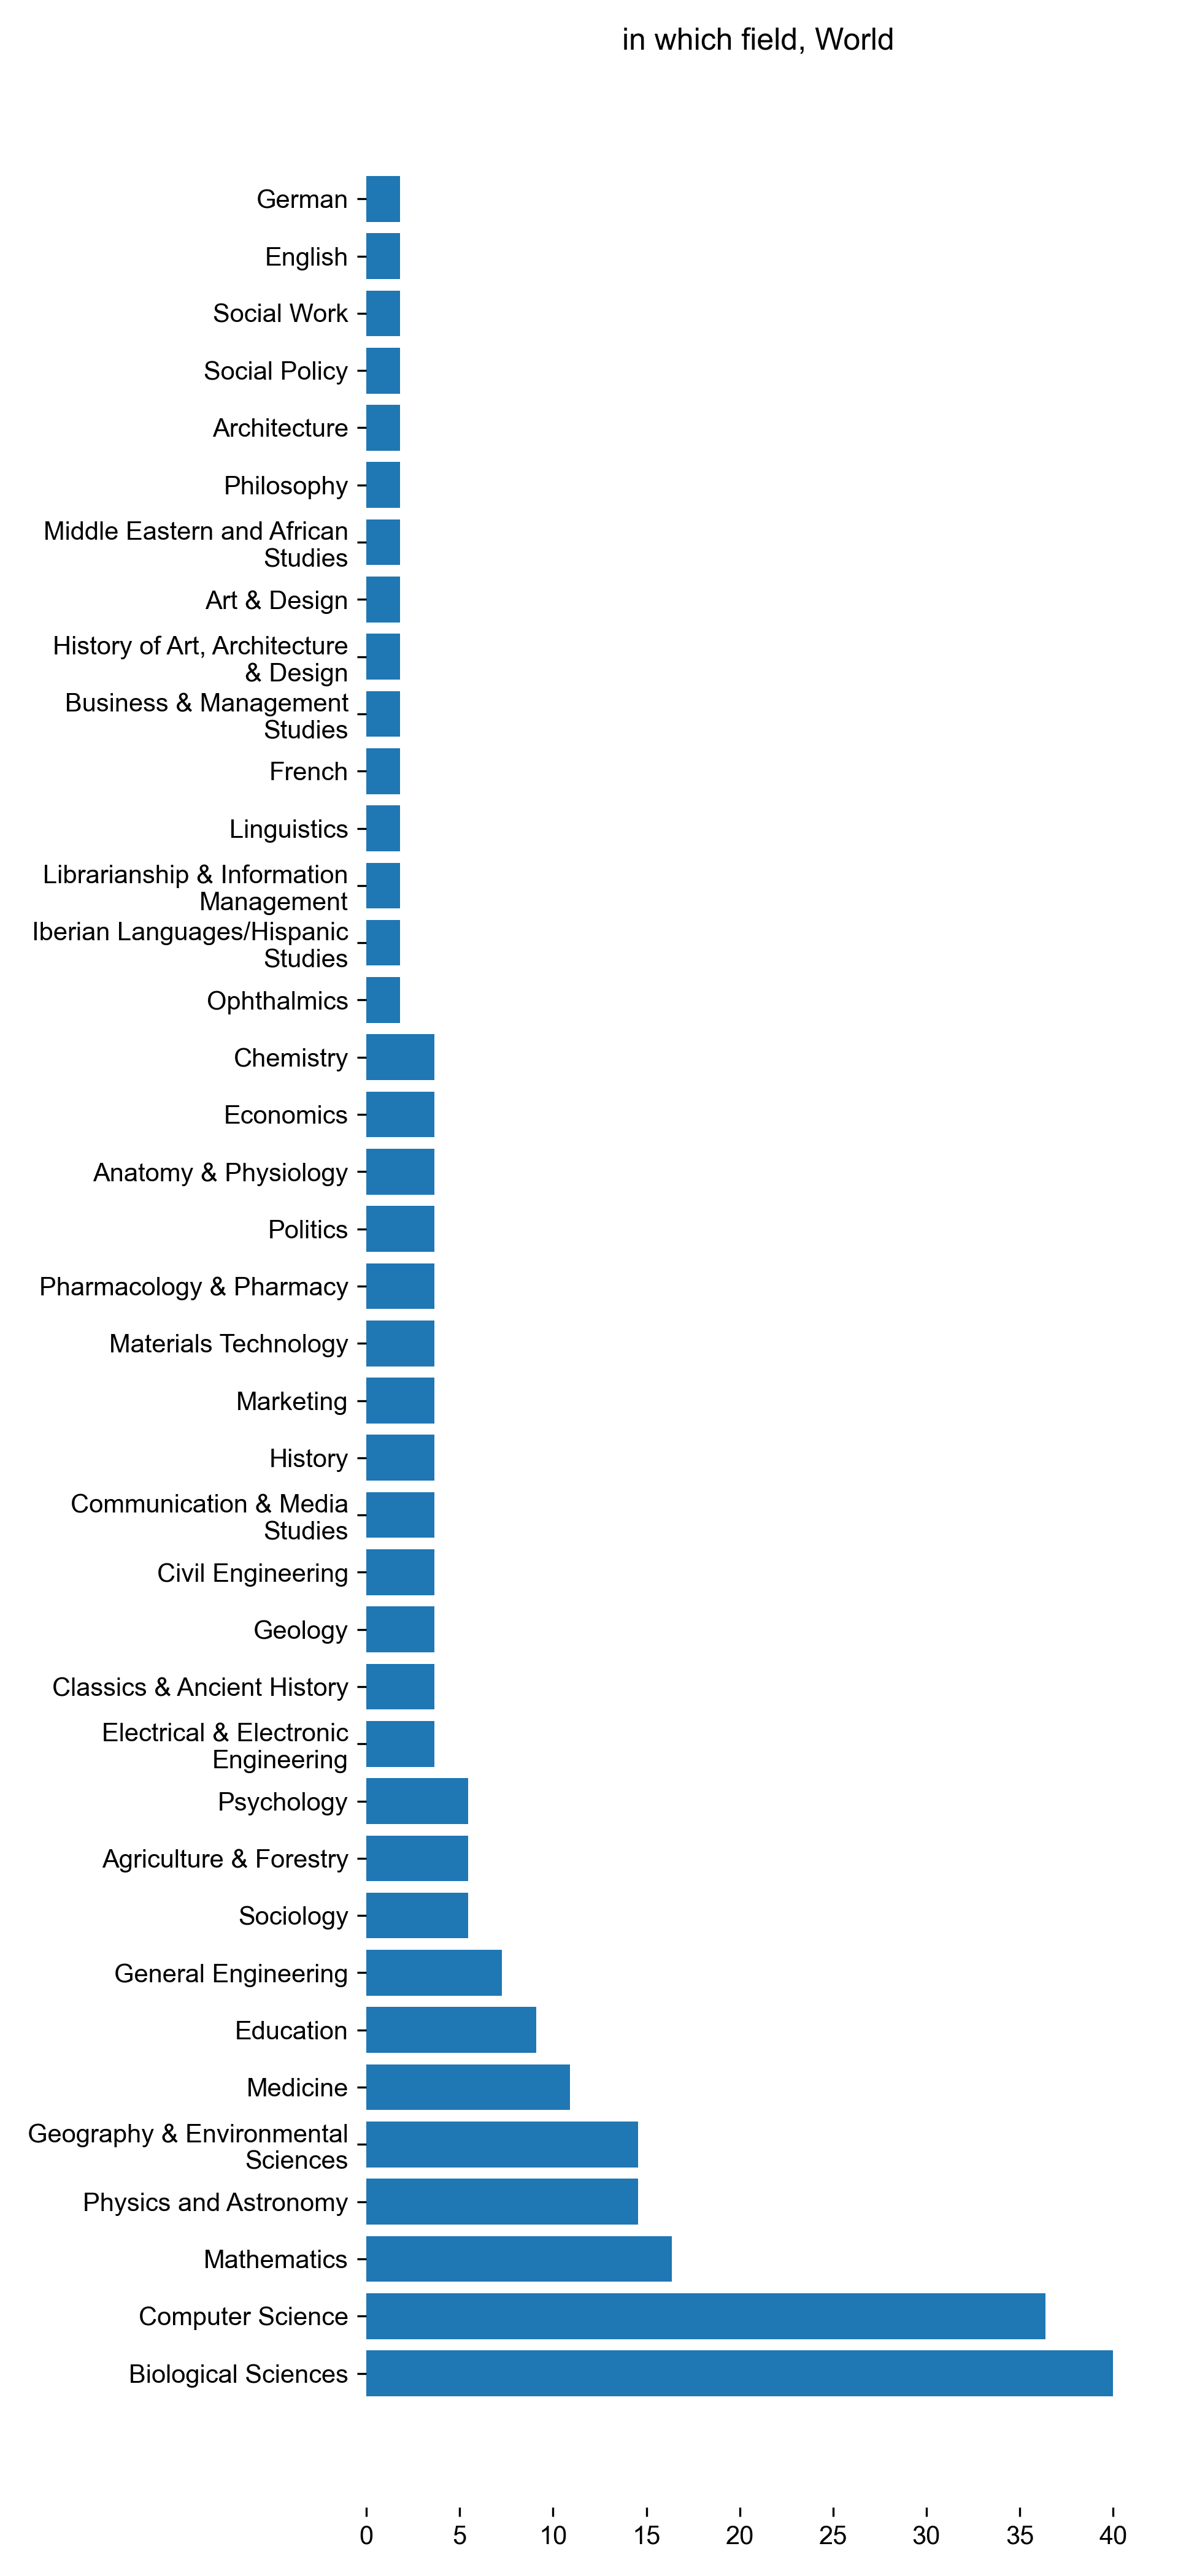 in which field, World
German
English
Social Work
Social Policy
Architecture
Philosophy
Middle Eastern and African
Studies
Art & Design
History of Art, Architecture
& Design
Business & Management
Studies
French
Linguistics
Librarianship & Information
Management
Iberian Languages/Hispanic
Studies
Ophthalmics
Chemistry
Economics
Anatomy & Physiology
Politics
Pharmacology & Pharmacy
Materials Technology
Marketing
History
Communication & Media
Studies
Civil Engineering
Geology
Classics & Ancient History
Electrical & Electronic
Engineering
Psychology
Agriculture & Forestry
Sociology
General Engineering
Education
Medicine
Geography & Environmental
Sciences
Physics and Astronomy
Mathematics
Computer Science
Biological Sciences
0 5 10 15 20 25 30 35 40